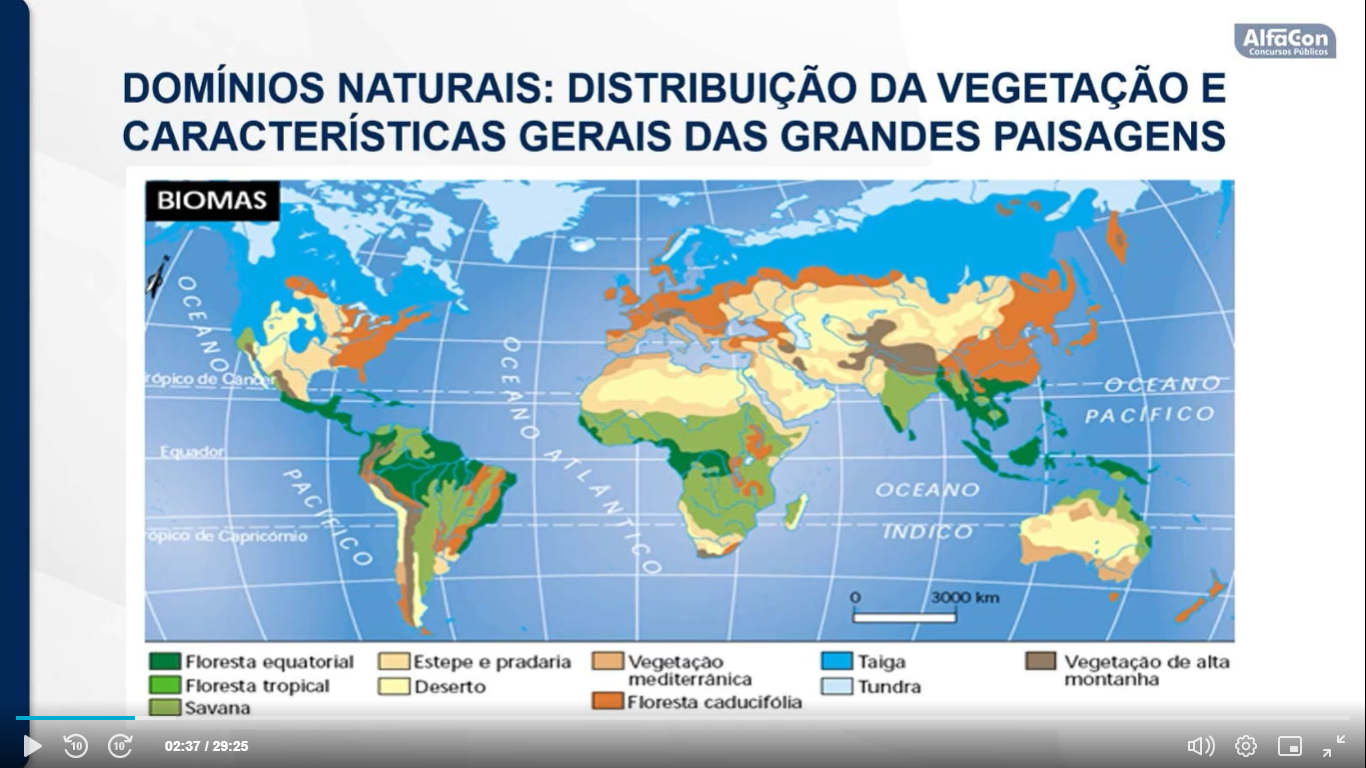 AlfaCon
Concursos Públicos
DOMÍNIOS NATURAIS: DISTRIBUIÇÃO DA VEGETAÇÃO E
CARACTERÍSTICAS GERAIS DAS GRANDES PAISAGENS
BIOMAS
OCEANO
PACÍFICO
OCEANO ATLÂNTICO
OCEANO
PACÍFICO
OCEANO
ÍNDICO
rópico de Câncer
Equador
ópico de Capricórnio
0 3000 km
Floresta equatorial
Floresta tropical
Savana
Estepe e pradaria
Deserto
Vegetação
mediterrânica
Floresta caducifólia
Taiga
Tundra
Vegetação de alta
montanha
10
10
02:37 / 29:25